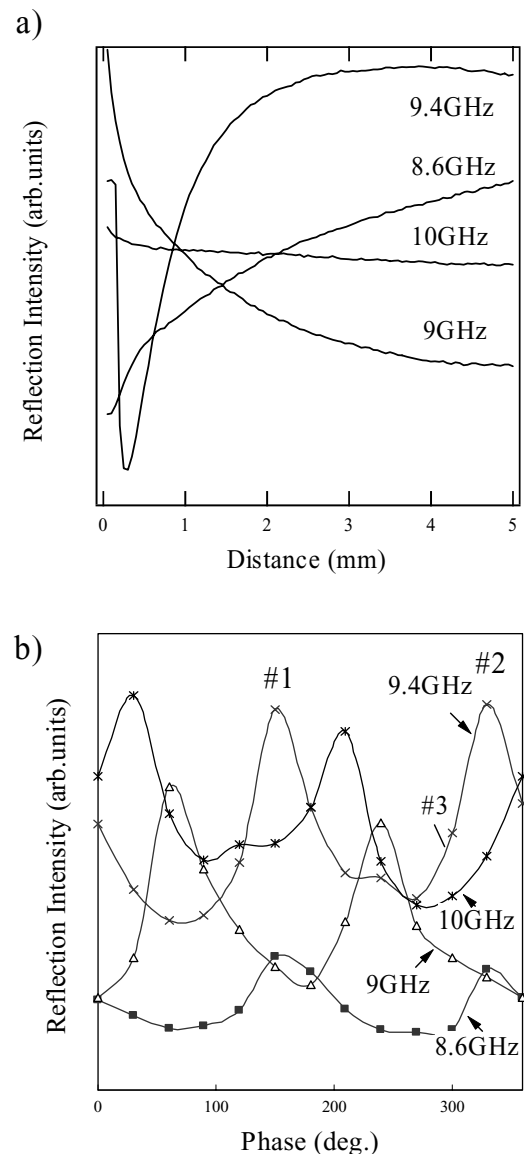 a)
Reflection Intensity (arb.units)
9.4GHz
8.6GHz
10GHz
9GHz
0 1 2 3 4 5
Distance (mm)
b)
Reflection Intensity (arb.units)
#1
#2
9.4GHz
#3
10GHz
9GHz
8.6GHz
0 100 200 300
Phase (deg.)